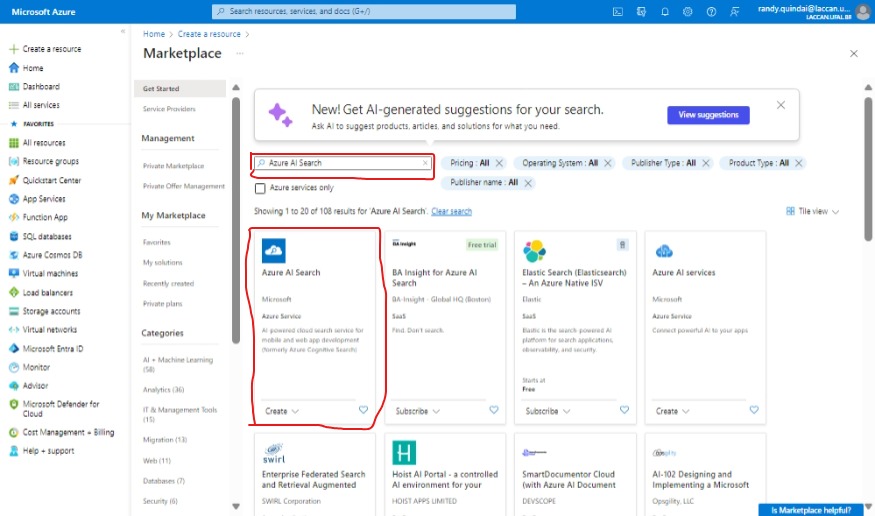 Microsoft Azure
Search resources, services, and docs (G+/)
randy.quindai@laccan.u...
LACCAN.UFAL.BR
Create a resource
Home
Dashboard
All services
FAVORITES
All resources
Resource groups
Quickstart Center
App Services
Function App
SQL databases
Azure Cosmos DB
Virtual machines
Load balancers
Storage accounts
Virtual networks
Microsoft Entra ID
Monitor
Advisor
Microsoft Defender for
Cloud
Cost Management + Billing
Help + support
Home > Create a resource >
Marketplace ...
Get Started
Service Providers
Management
Private Marketplace
Private Offer Management
My Marketplace
Favorites
My solutions
Recently created
Private plans
Categories
AI + Machine Learning
(58)
Analytics (36)
IT & Management Tools
(15)
Migration (13)
Web (11)
Databases (7)
Security (6)
New! Get AI-generated suggestions for your search.
Ask AI to suggest products, articles, and solutions for what you need.
View suggestions
Azure AI Search
Pricing : All
Operating System : All
Publisher Type : All
Product Type : All
Publisher name : All
Azure services only
Showing 1 to 20 of 108 results for 'Azure AI Search'. Clear search
Tile view
Azure AI Search
Microsoft
Azure Service
AI powered cloud search service for
mobile and web app development
(formerly Azure Cognitive Search)
Create
BA Insight
Free trial
BA Insight for Azure AI
Search
BA-Insight - Global HQ (Boston)
SaaS
Find. Don't search.
Subscribe
Elastic Search (Elasticsearch)
– An Azure Native ISV
Elastic
SaaS
Elastic is the search-powered AI
platform for search applications,
observability, and security.
Starts at
Free
Subscribe
Azure AI services
Microsoft
Azure Service
Connect powerful AI to your apps
Create
swirl
Enterprise Federated Search
and Retrieval Augmented
SWIRL Corporation
Hoist AI Portal - a controlled
AI environment for your
HOIST APPS LIMITED
SmartDocumentor Cloud
(with Azure AI Document
DEVSCOPE
AI-102 Designing and
Implementing a Microsoft
Opsgility, LLC
Is Marketplace helpful?